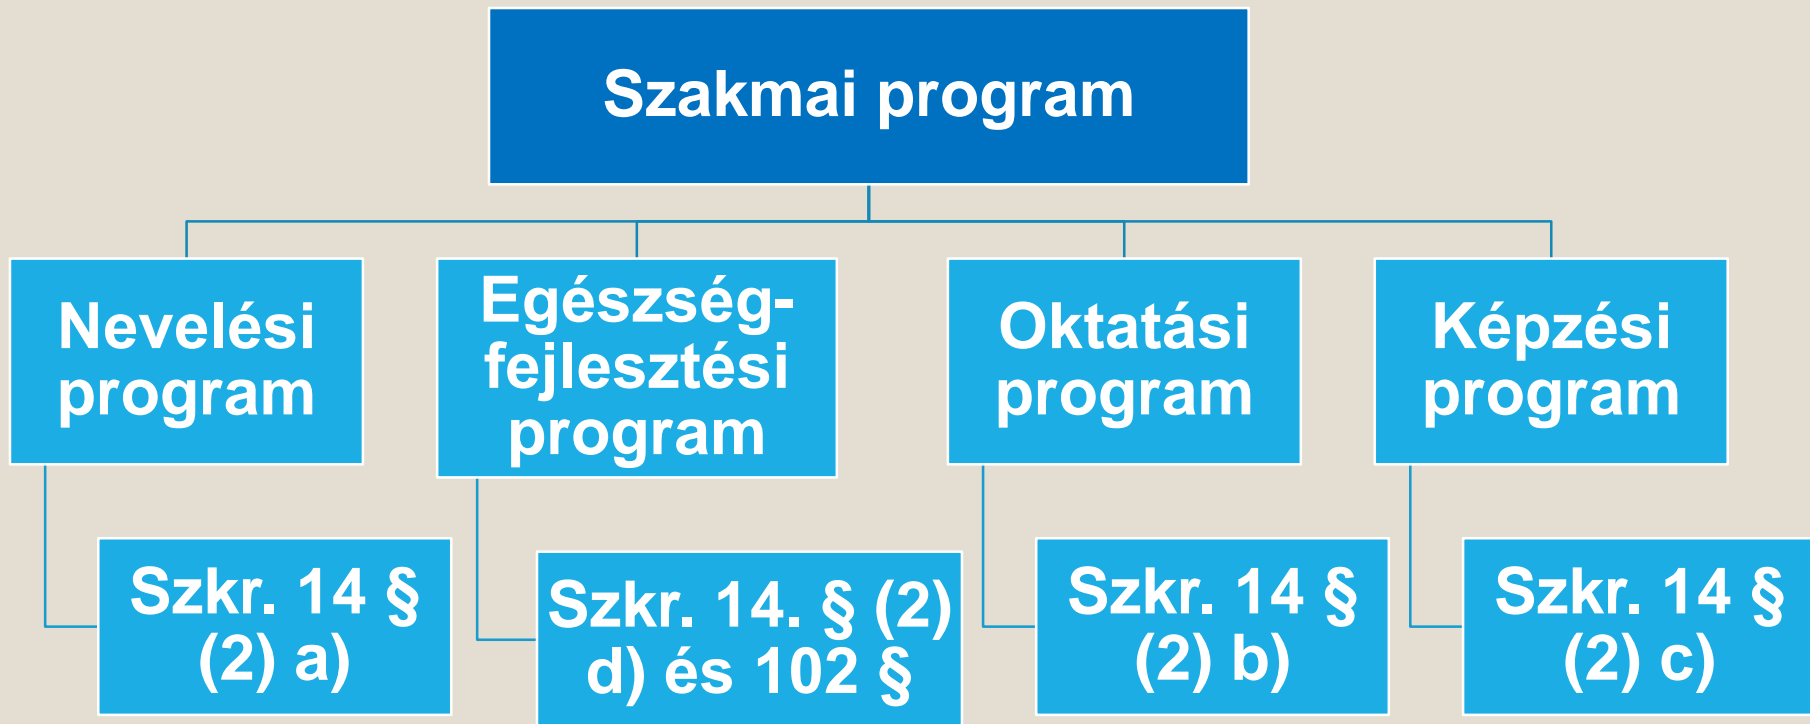 Szakmai program
Nevelési
program
Egészség-
fejlesztési
program
Oktatási
program
Képzési
program
Szkr. 14 §
(2) a)
Szkr. 14. § (2)
d) és 102 §
Szkr. 14 §
(2) b)
Szkr. 14 §
(2) c)